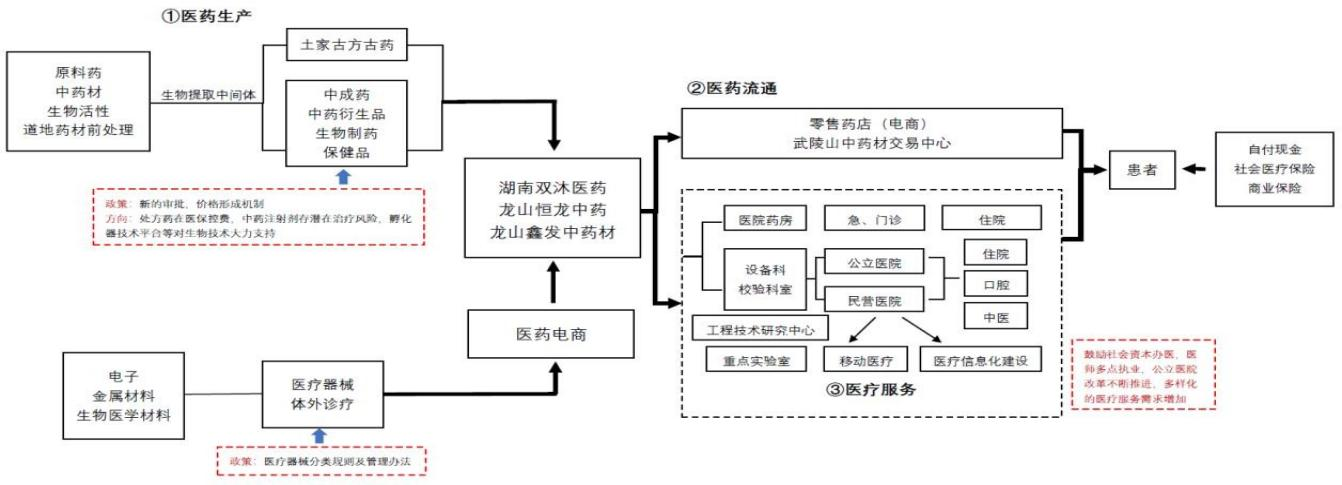 ①医药生产
原料药
中药材
生物活性
道地药材前处理
生物提取中间体
土家古方古药
中成药
中药衍生品
生物制药
保健品
政策：新的审批，价格形成机制
方向：处方药在医保控费，中药注射剂存潜在治疗风险，孵化
器技术平台等对生物技术大力支持
湖南双沐医药
龙山恒龙中药
龙山鑫发中药材
医药电商
电子
金属材料
生物医学材料
医疗器械
体外诊疗
政策：医疗器械分类规则及管理办法
②医药流通
零售药店（电商）
武陵山中药材交易中心
医院药房
急、门诊
住院
设备科
校验科室
公立医院
民营医院
住院
口腔
中医
工程技术研究中心
重点实验室
移动医疗
医疗信息化建设
③医疗服务
患者
自付现金
社会医疗保险
商业保险
鼓励社会资本办医，医
师多点执业，公立医院
改革不断推进，多样化
的医疗服务需求增加